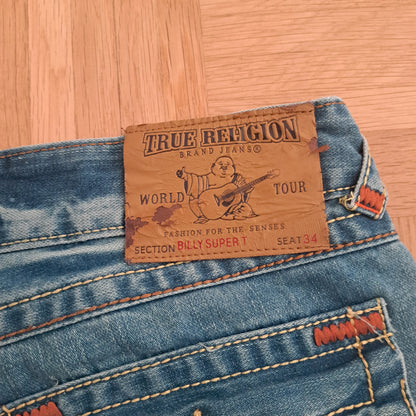 TRUE RELIGION
BRAND JEANS®
WORLD TOUR
FASHION FOR THE SENSES
SECTION BILLY SUPER T SEAT 34